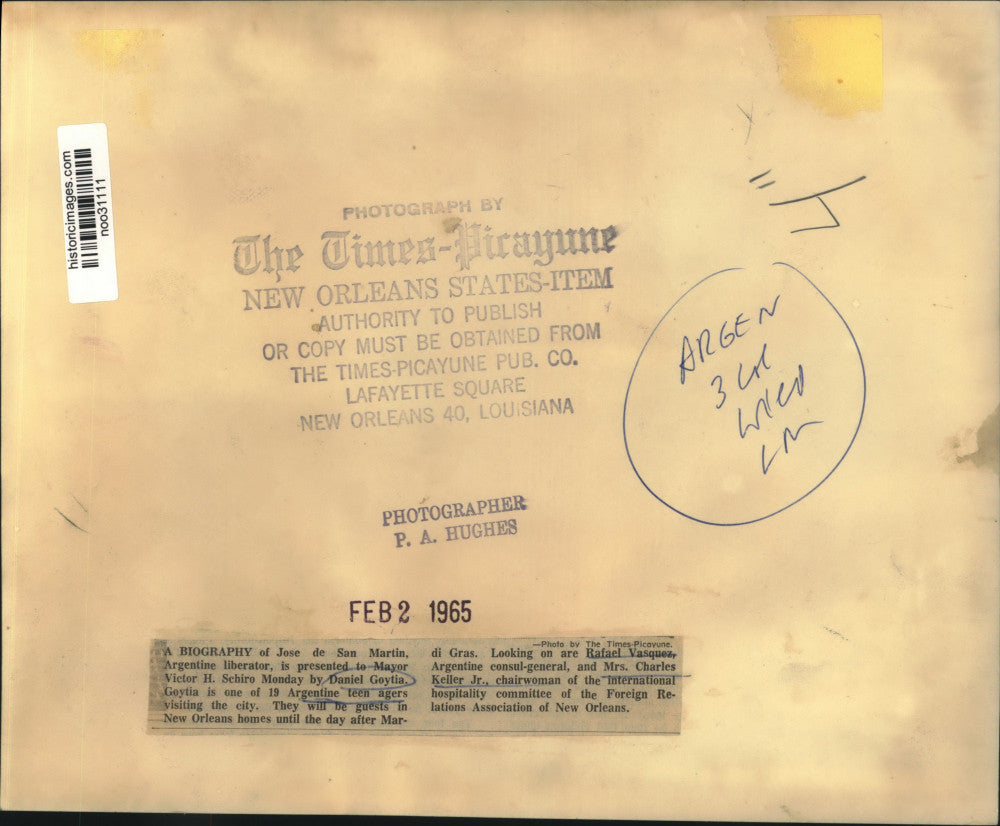 historicimages.com
noo31111
PHOTOGRAPH BY
The Times-Picayune
NEW ORLEANS STATES-ITEM
AUTHORITY TO PUBLISH
OR COPY MUST BE OBTAINED FROM
THE TIMES-PICAYUNE PUB. CO.
LAFAYETTE SQUARE
NEW ORLEANS 40, LOUISIANA
ARGEN
3 COL
PHOTOGRAPHER
P. A. HUGHES
FEB 2 1965
A BIOGRAPHY of Jose de San Martin,
Argentine liberator, is presented to Mayor
Victor H. Schiro Monday by Daniel Goytia.
Goytia is one of 19 Argentine teen agers
visiting the city. They will be guests in
New Orleans homes until the day after Mar-
—Photo by The Times-Picayune.
di Gras. Looking on are Rafael Vasquez,
Argentine consul-general, and Mrs. Charles
Keller Jr., chairwoman of the international
hospitality committee of the Foreign Re-
lations Association of New Orleans.